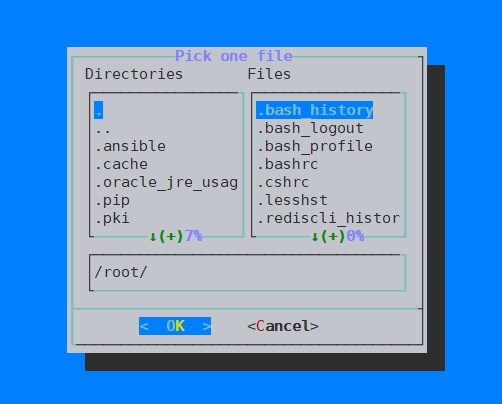 Pick one file
Directories Files
. .bash_history
.. .bash_logout
.ansible .bash_profile
.cache .bashrc
.oracle_jre_usag .cshrc
.pip .lesshst
.pki .rediscli_histor
↓(+)7% ↓(+)0%
/root/
< OK > <Cancel>